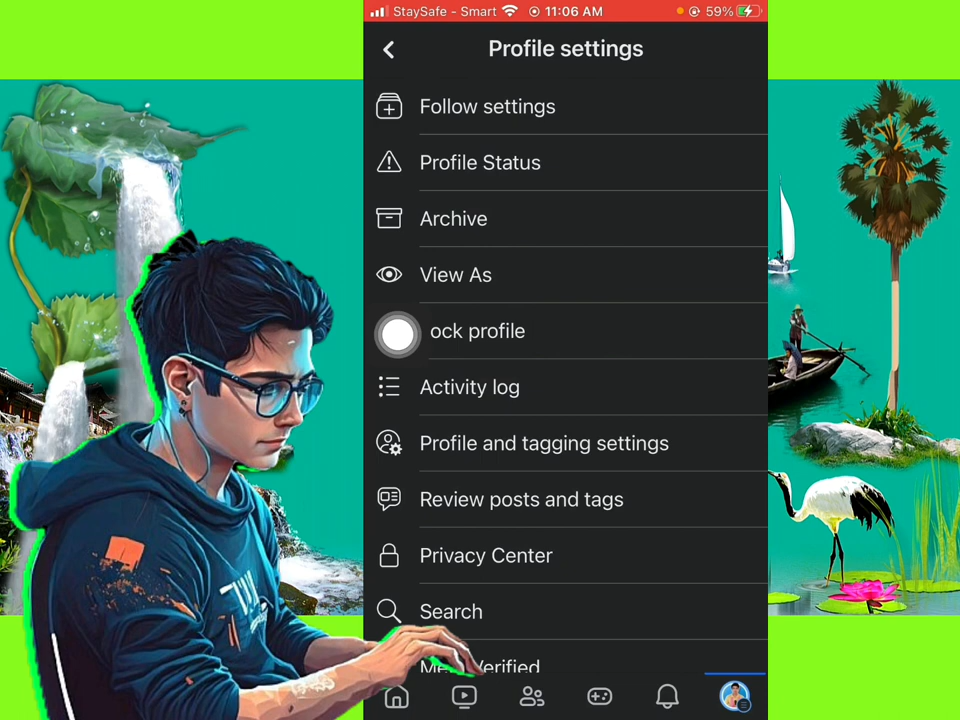 StaySafe - Smart 11:06 AM 59%
Profile settings
Follow settings
Profile Status
Archive
View As
ock profile
Activity log
Profile and tagging settings
Review posts and tags
Privacy Center
Search
Verified